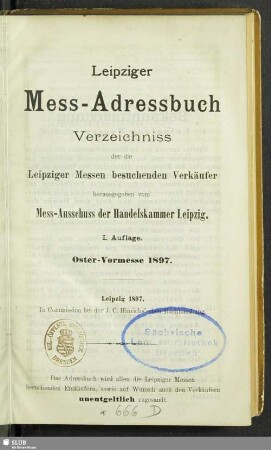 Leipziger
Mess-Adressbuch
Verzeichniss
der die
Leipziger Messen besuchenden Verkäufer
herausgegeben vom
Mess-Ausschuss der Handelskammer Leipzig.
I. Auflage.
Oster-Vormesse 1897.
Leipzig 1897.
In Commission bei der J. C. Hinrichs'schen Buchhandlung
Sächsische
DRESDEN
Das Adressbuch wird allen die Leipziger Messen
besuchenden Einkäufern, sowie auf Wunsch auch den Verkäufern
unentgeltlich zugesandt.
* 666 D